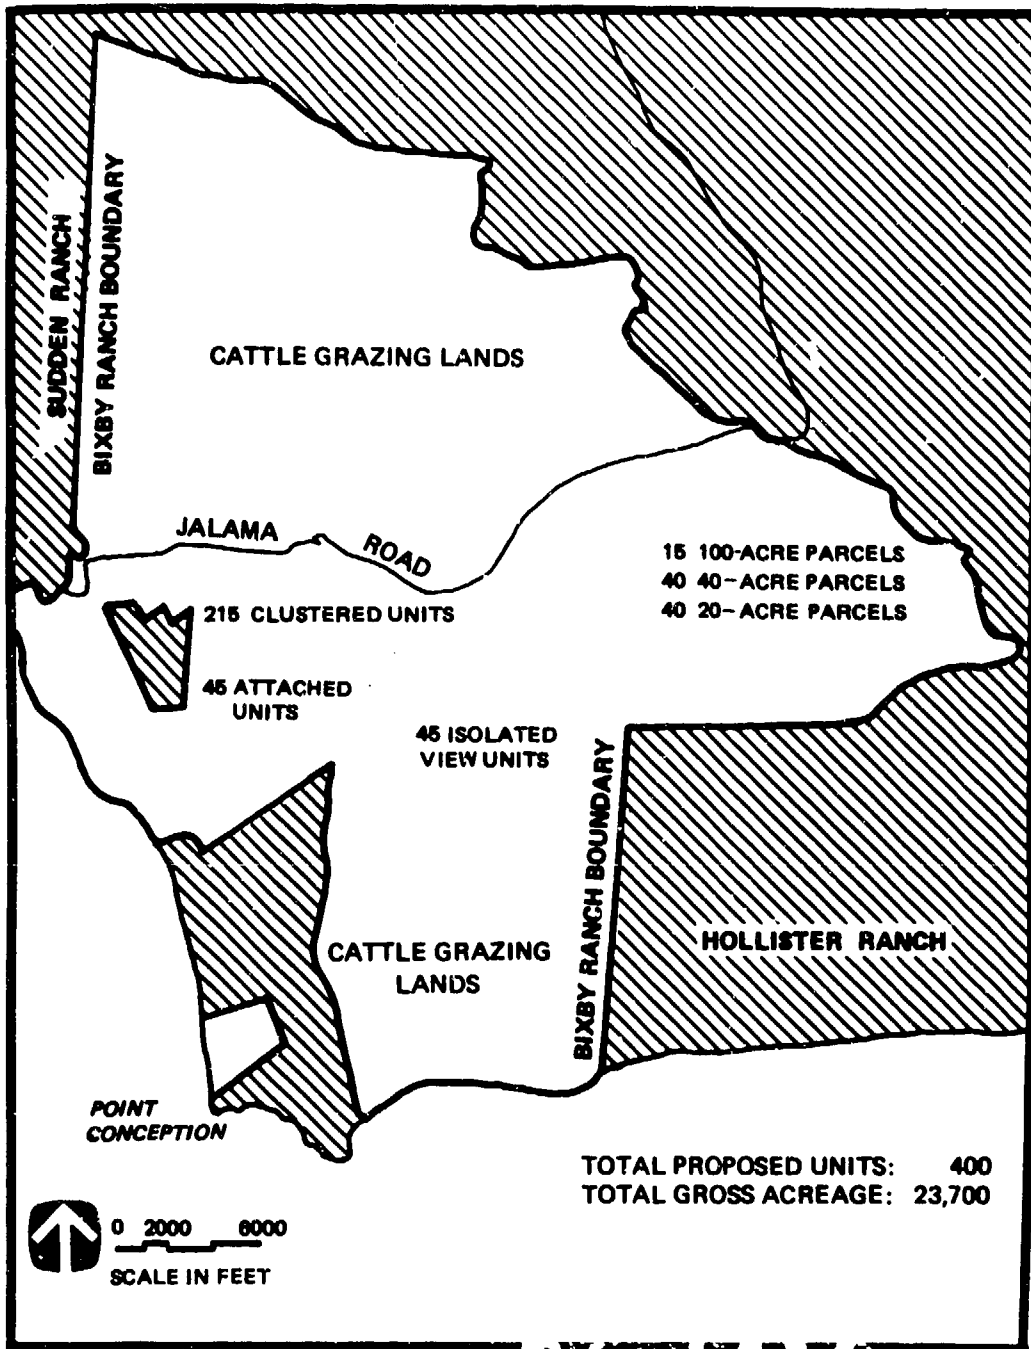 SUDDEN RANCH
BIXBY RANCH BOUNDARY
CATTLE GRAZING LANDS
JALAMA ROAD
15 100-ACRE PARCELS
40 40-ACRE PARCELS
40 20-ACRE PARCELS
215 CLUSTERED UNITS
45 ATTACHED
UNITS
45 ISOLATED
VIEW UNITS
BIXBY RANCH BOUNDARY
HOLLISTER RANCH
CATTLE GRAZING
LANDS
POINT
CONCEPTION
TOTAL PROPOSED UNITS: 400
TOTAL GROSS ACREAGE: 23,700
0 2000 6000
SCALE IN FEET